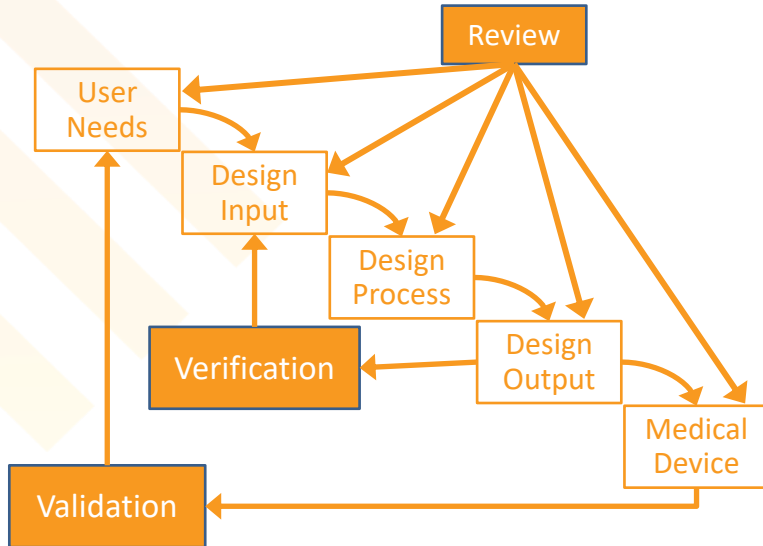 Review
User
Needs
Design
Input
Design
Process
Verification
Design
Output
Medical
Device
Validation